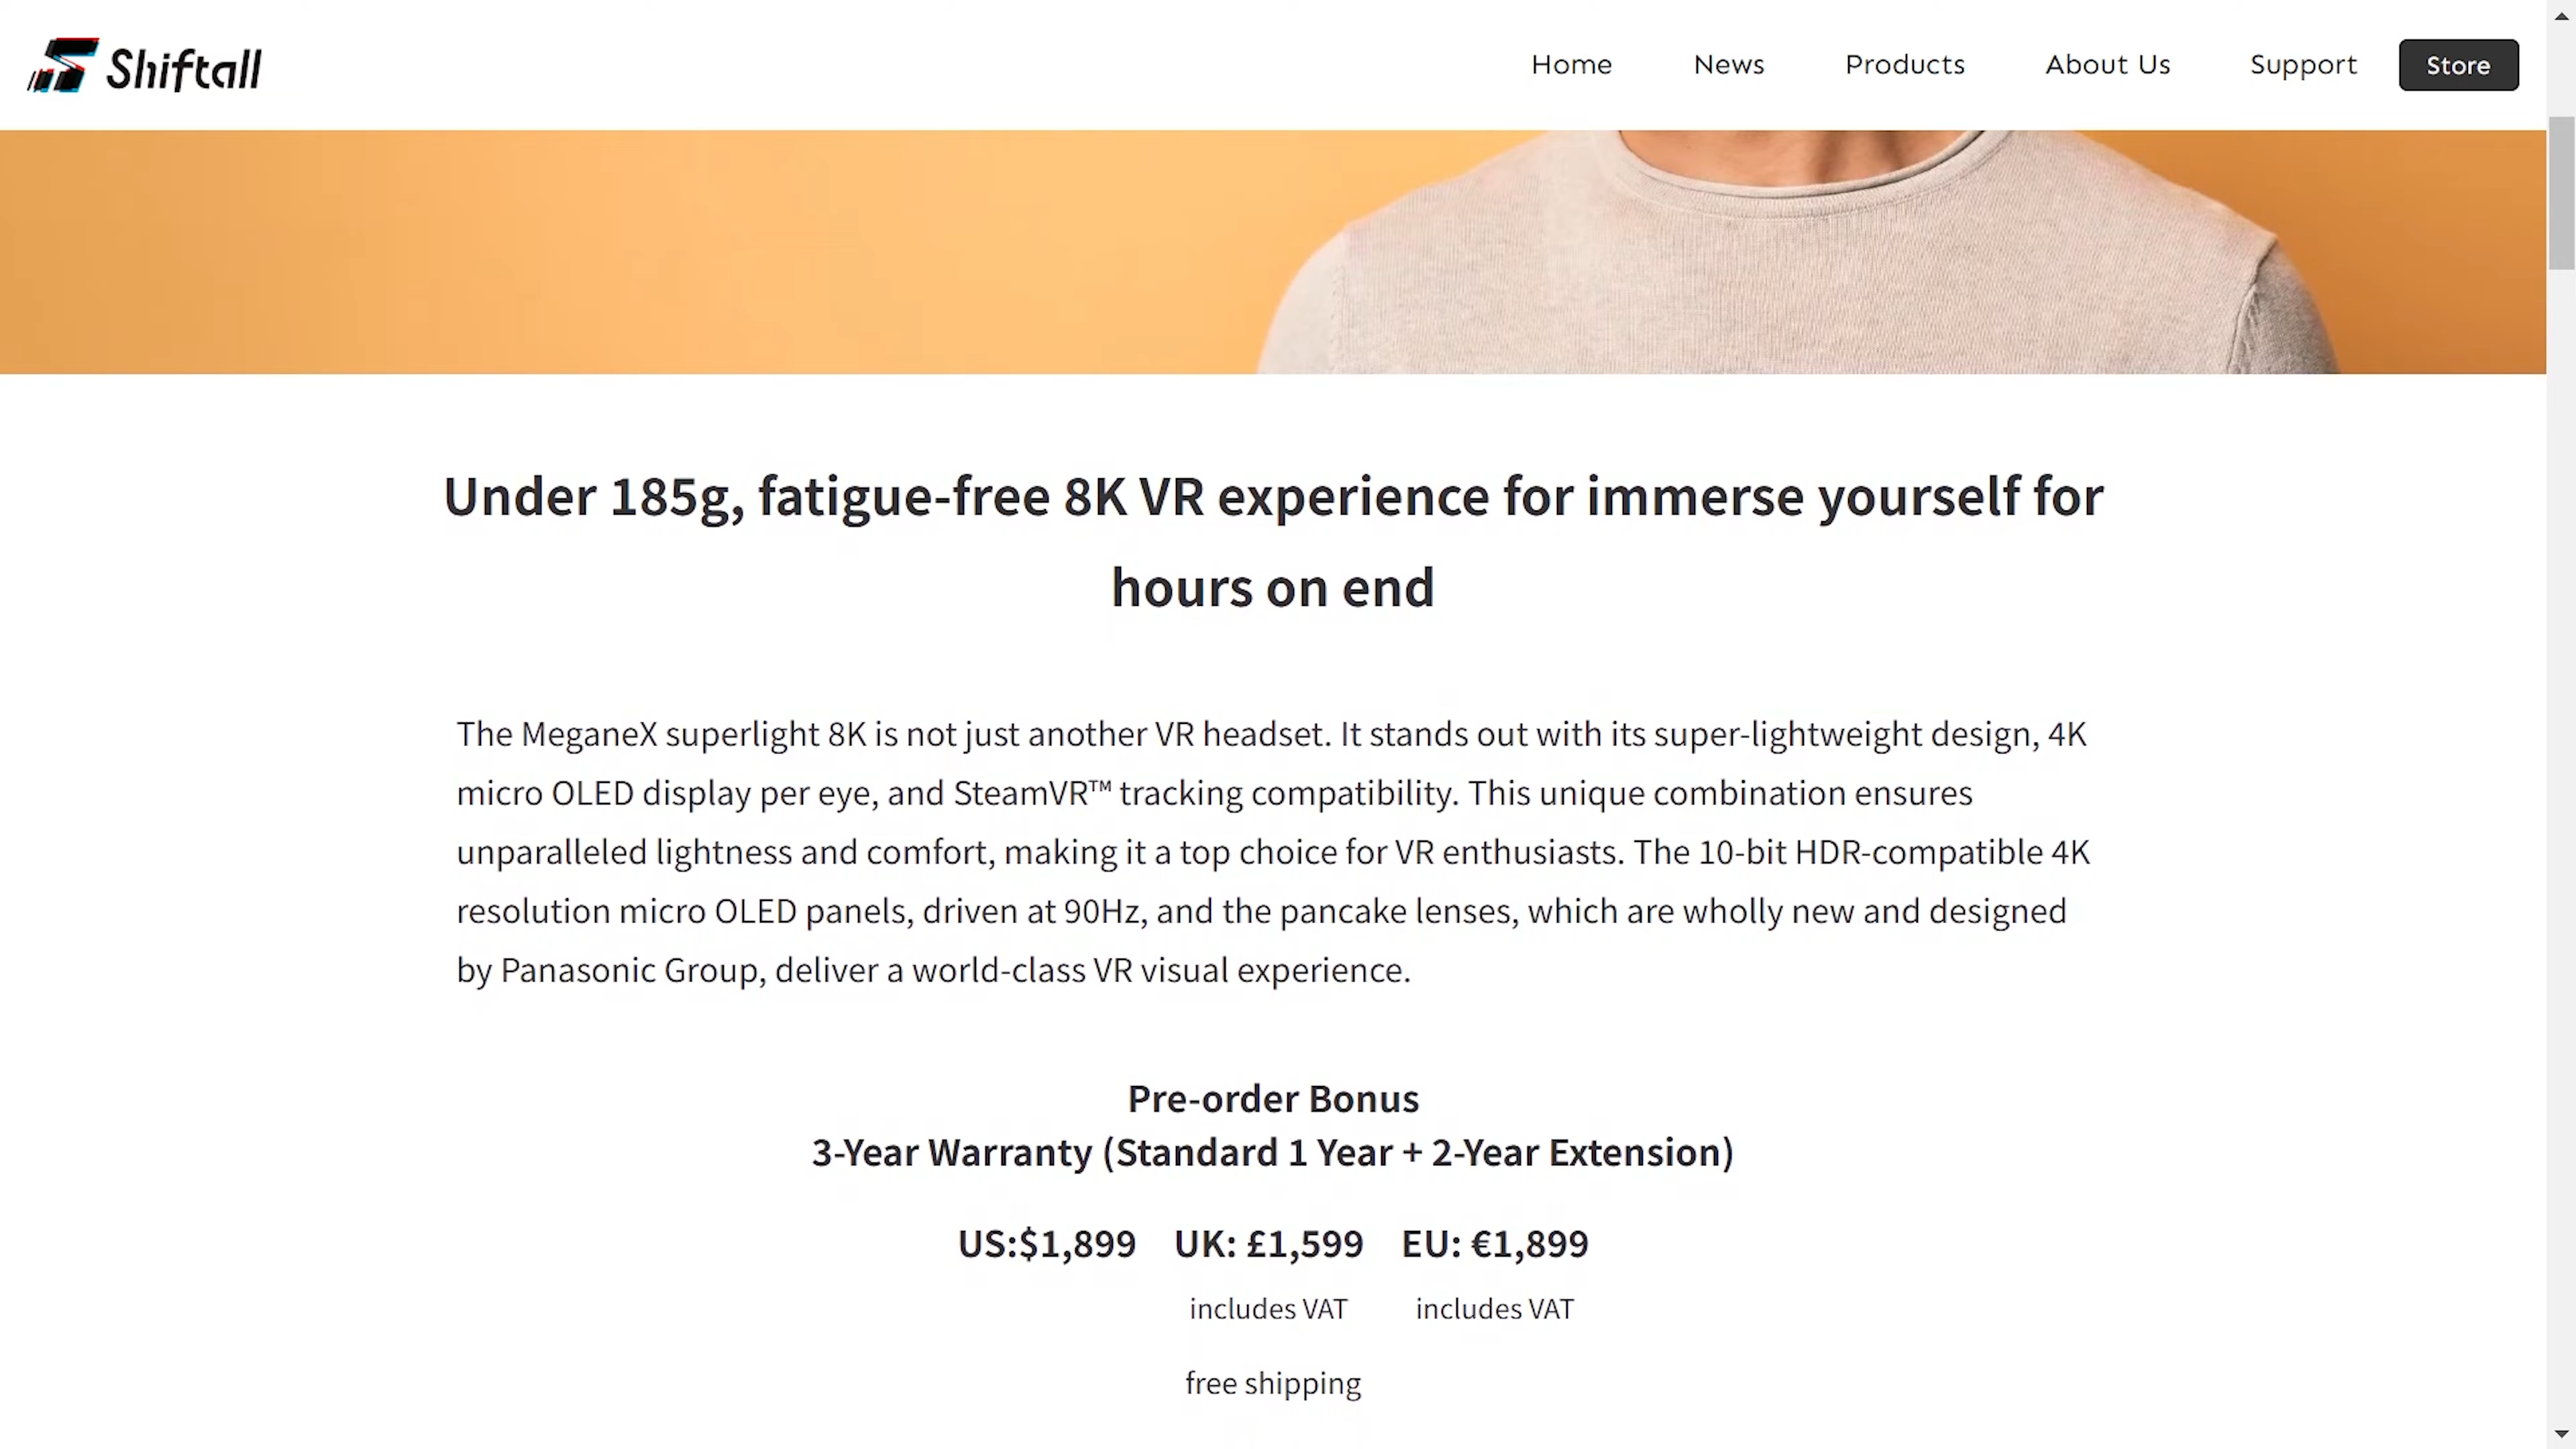 Shiftall
Home News Products About Us Support Store
Under 185g, fatigue-free 8K VR experience for immerse yourself for
hours on end
The MeganeX superlight 8K is not just another VR headset. It stands out with its super-lightweight design, 4K
micro OLED display per eye, and SteamVR™ tracking compatibility. This unique combination ensures
unparalleled lightness and comfort, making it a top choice for VR enthusiasts. The 10-bit HDR-compatible 4K
resolution micro OLED panels, driven at 90Hz, and the pancake lenses, which are wholly new and designed
by Panasonic Group, deliver a world-class VR visual experience.
Pre-order Bonus
3-Year Warranty (Standard 1 Year + 2-Year Extension)
US:$1,899 UK: £1,599 EU: €1,899
includes VAT includes VAT
free shipping